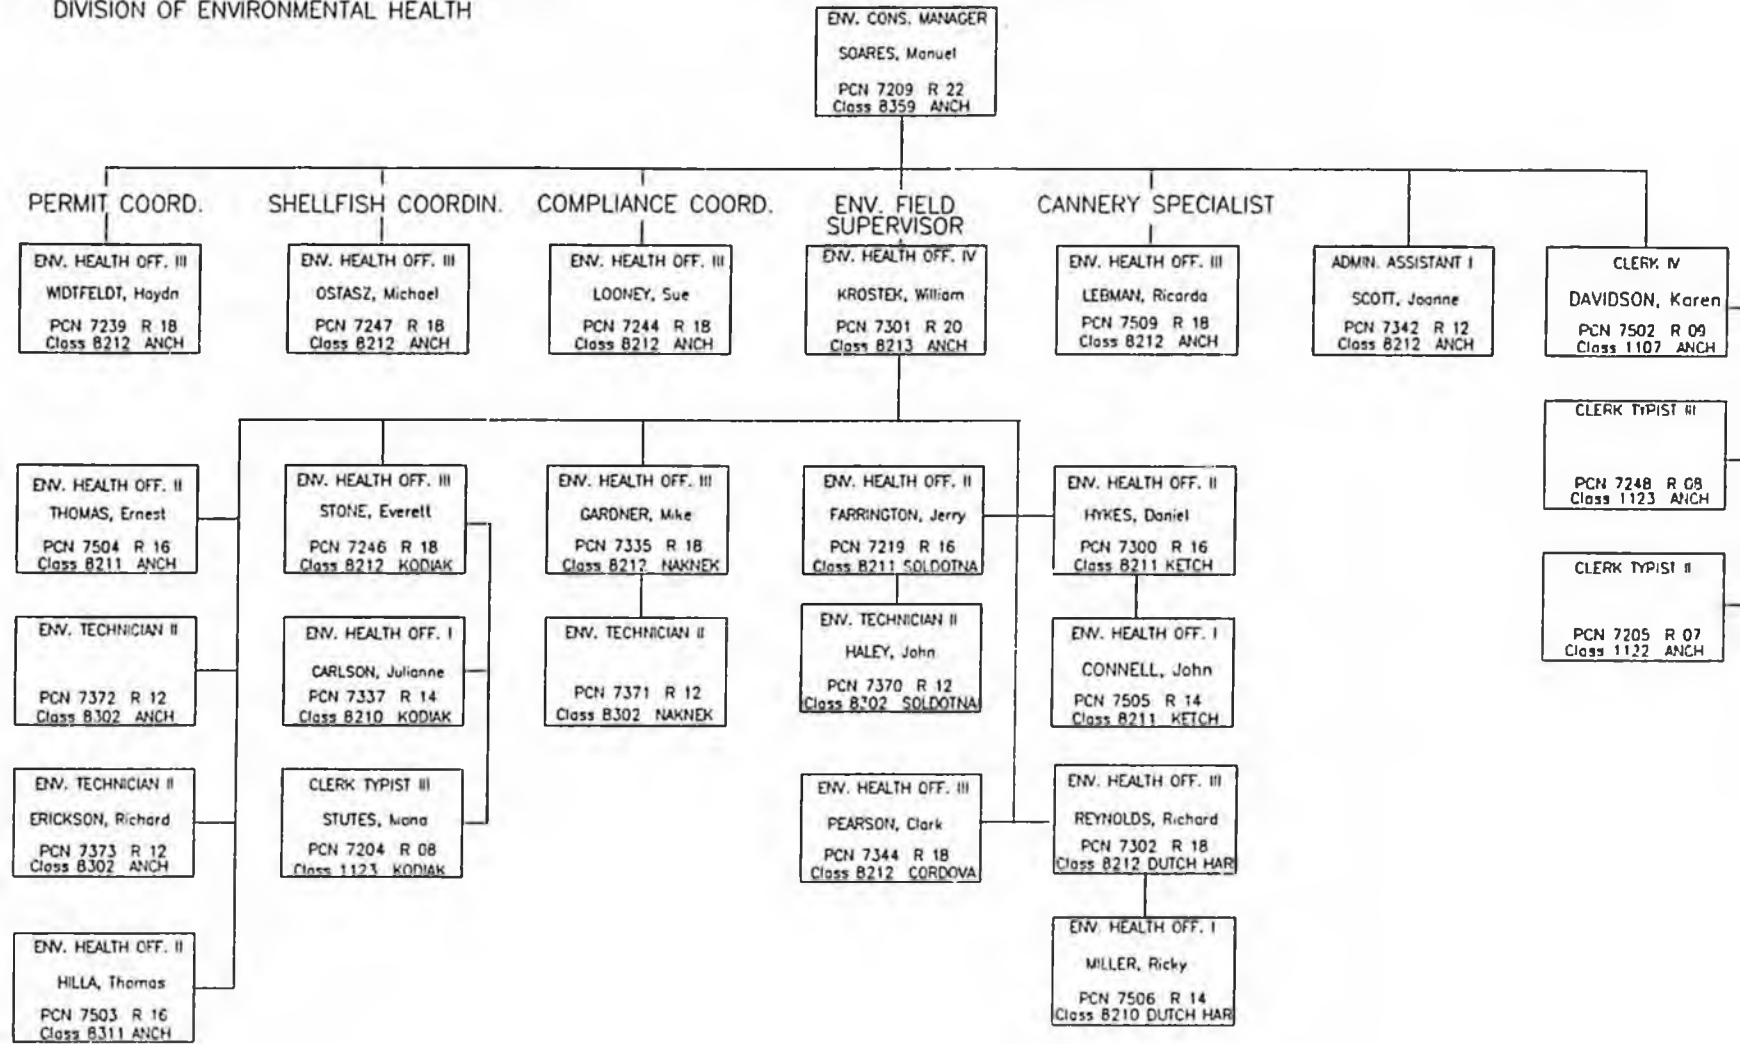 DIVISION OF ENVIRONMENTAL HEALTH
ENV. CONS. MANAGER
SOARES, Manuel
PCN 7209 R 22
Class 8359 ANCH
PERMIT COORD.
ENV. HEALTH OFF. III
WIDTFELDT, Haydn
PCN 7239 R 18
Class 8212 ANCH
SHELLFISH COORDIN.
ENV. HEALTH OFF. III
OSTASZ, Michael
PCN 7247 R 18
Class 8212 ANCH
COMPLIANCE COORD.
ENV. HEALTH OFF. III
LOONEY, Sue
PCN 7244 R 18
Class 8212 ANCH
ENV. FIELD
SUPERVISOR
ENV. HEALTH OFF. IV
KROSTEK, William
PCN 7301 R 20
Class 8213 ANCH
CANNERY SPECIALIST
ENV. HEALTH OFF. III
LEBMAN, Ricarda
PCN 7509 R 18
Class 8212 ANCH
ADMIN. ASSISTANT I
SCOTT, Joanne
PCN 7342 R 12
Class 8212 ANCH
CLERK IV
DAVIDSON, Karen
PCN 7502 R 09
Class 1107 ANCH
CLERK TYPIST III
PCN 7248 R 08
Class 1123 ANCH
CLERK TYPIST II
PCN 7205 R 07
Class 1122 ANCH
ENV. HEALTH OFF. II
THOMAS, Ernest
PCN 7504 R 16
Class 8211 ANCH
ENV. TECHNICIAN II
PCN 7372 R 12
Class 8302 ANCH
ENV. TECHNICIAN II
ERICKSON, Richard
PCN 7373 R 12
Class 8302 ANCH
ENV. HEALTH OFF. II
HILLA, Thomas
PCN 7503 R 16
Class 8311 ANCH
ENV. HEALTH OFF. III
STONE, Everett
PCN 7246 R 18
Class 8212 KODIAK
ENV. HEALTH OFF. I
CARLSON, Julianne
PCN 7337 R 14
Class 8210 KODIAK
CLERK TYPIST III
STUTES, Mona
PCN 7204 R 08
Class 1123 KODIAK
ENV. HEALTH OFF. III
GARDNER, Mike
PCN 7335 R 18
Class 8212 NAKNEK
ENV. TECHNICIAN II
PCN 7371 R 12
Class 8302 NAKNEK
ENV. HEALTH OFF. II
FARRINGTON, Jerry
PCN 7219 R 16
Class 8211 SOLDOTNA
ENV. TECHNICIAN II
HALEY, John
PCN 7370 R 12
Class 8302 SOLDOTNA
ENV. HEALTH OFF. III
PEARSON, Clark
PCN 7344 R 18
Class 8212 CORDOVA
ENV. HEALTH OFF. II
HYKES, Daniel
PCN 7300 R 16
Class 8211 KETCH
ENV. HEALTH OFF. I
CONNELL, John
PCN 7505 R 14
Class 8211 KETCH
ENV. HEALTH OFF. III
REYNOLDS, Richard
PCN 7302 R 18
Class 8212 DUTCH HAR
ENV. HEALTH OFF. I
MILLER, Ricky
PCN 7506 R 14
Class 8210 DUTCH HAR